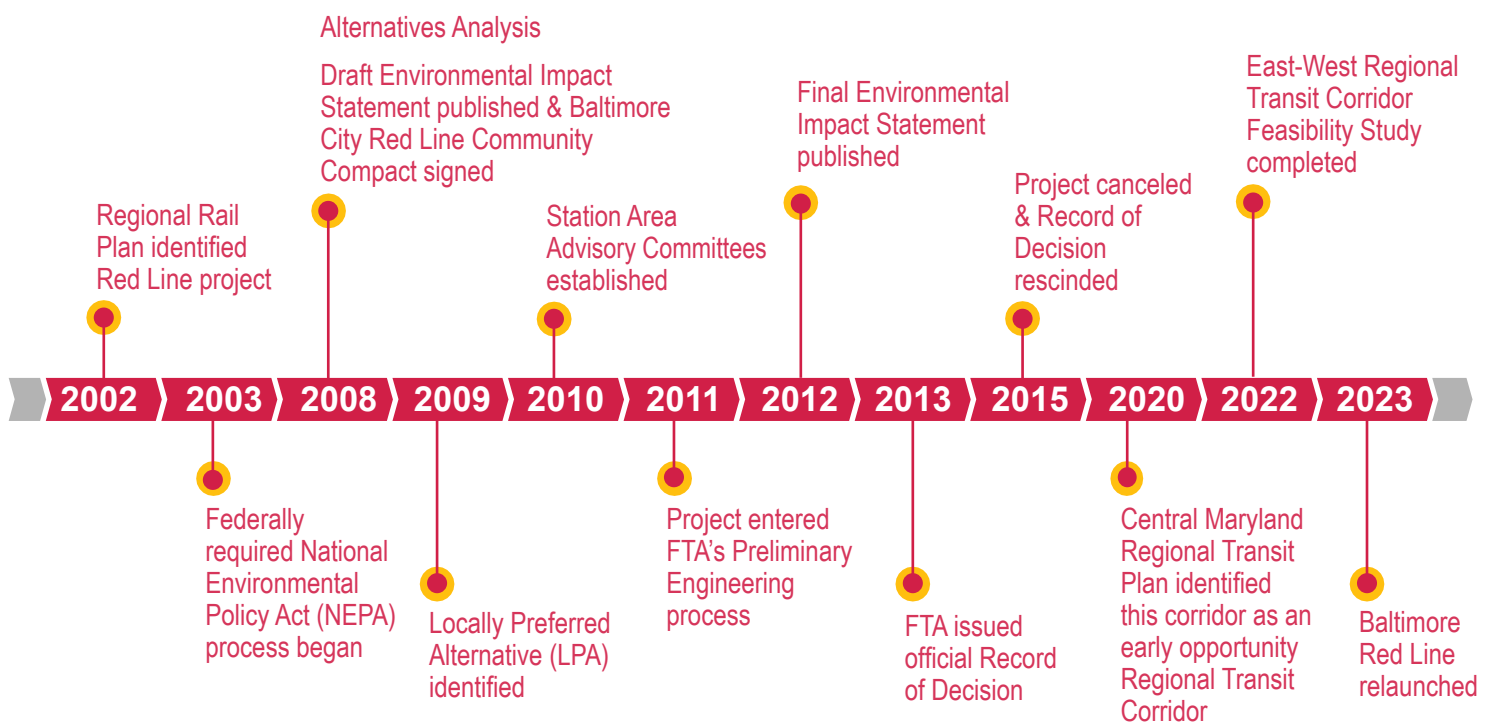 Alternatives Analysis
Draft Environmental Impact
Statement published & Baltimore
City Red Line Community
Compact signed
Final Environmental
Impact Statement
published
East-West Regional
Transit Corridor
Feasibility Study
completed
Regional Rail
Plan identified
Red Line project
Station Area
Advisory Committees
established
Project canceled
& Record of
Decision
rescinded
2002 2003 2008 2009 2010 2011 2012 2013 2015 2020 2022 2023
Federally
required National
Environmental
Policy Act (NEPA)
process began
Locally Preferred
Alternative (LPA)
identified
Project entered
FTA's Preliminary
Engineering
process
FTA issued
official Record
of Decision
Central Maryland
Regional Transit
Plan identified
this corridor as an
early opportunity
Regional Transit
Corridor
Baltimore
Red Line
relaunched